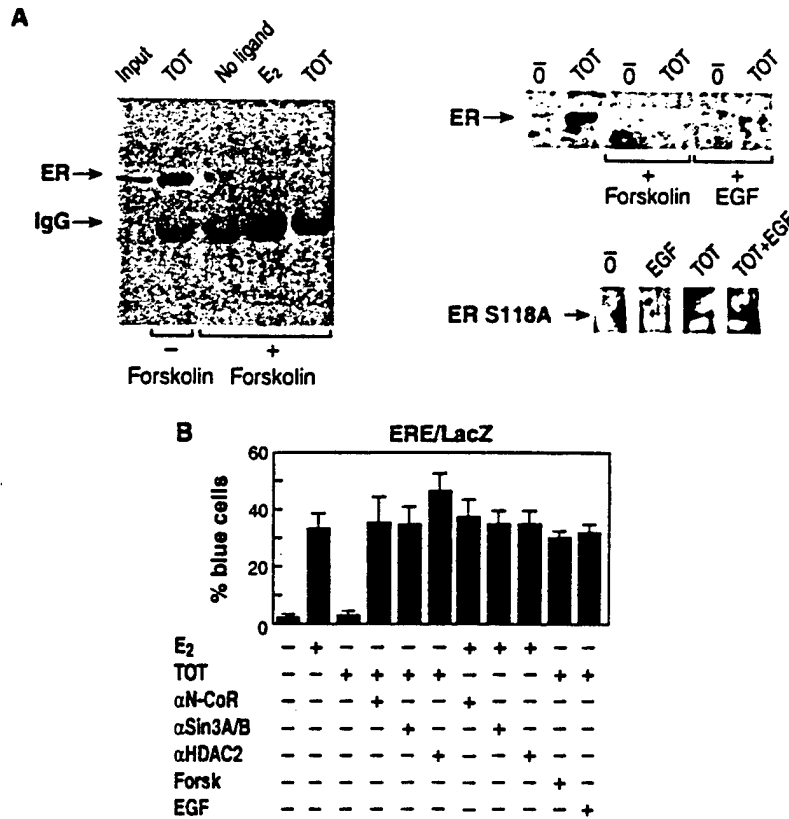 A
Input TOT No ligand E₂ TOT
ER→
IgG→
− +
Forskolin Forskolin
0̅ TOT 0̅ TOT 0̅ TOT
ER→
+ +
Forskolin EGF
0̅ EGF TOT TOT+EGF
ER S118A →
B ERE/LacZ
% blue cells
60
40
20
0
E₂ − + − − − − + + + − −
TOT − − + + + + − − − + +
αN-CoR − − − + − − + − − − −
αSin3A/B − − − − + − − + − − −
αHDAC2 − − − − − + − − + − −
Forsk − − − − − − − − − + −
EGF − − − − − − − − − − +